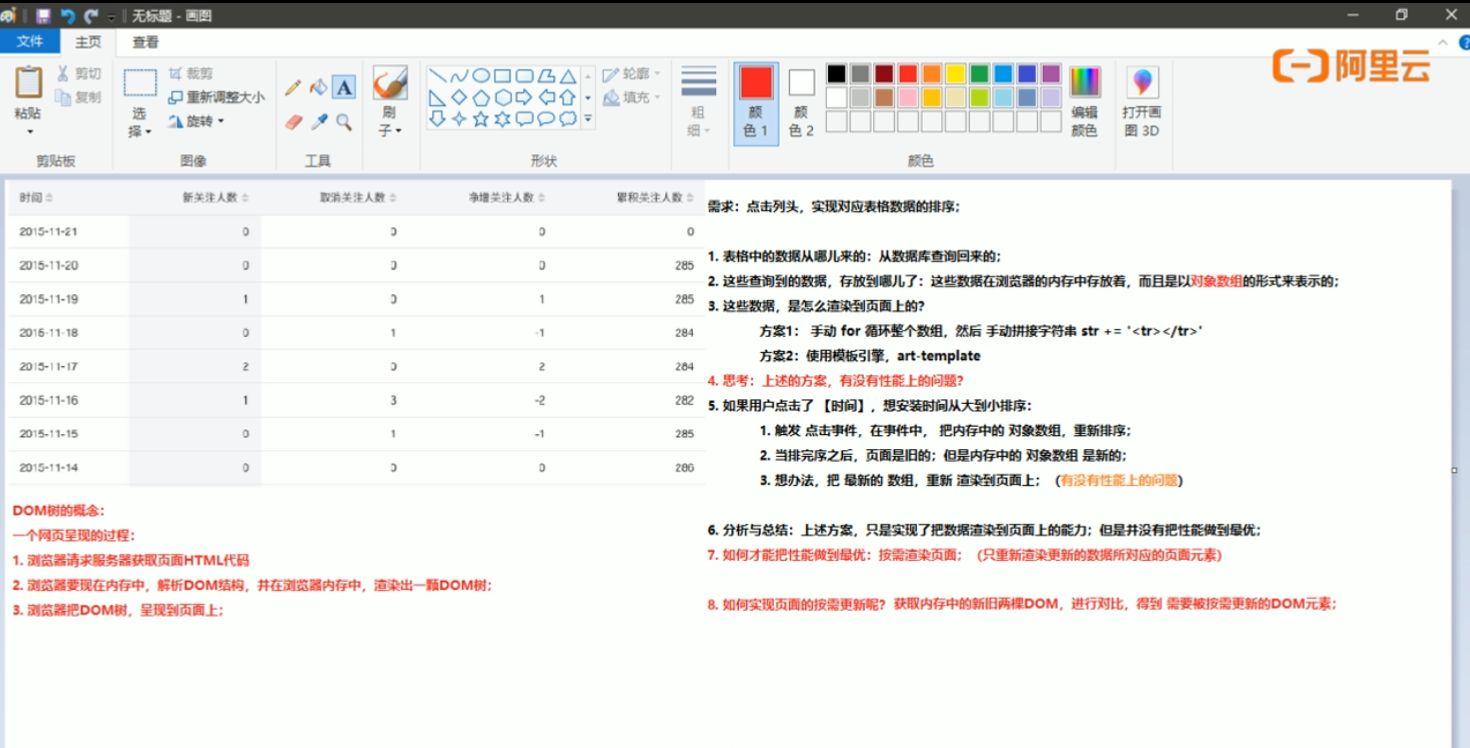 无标题 - 画图
文件 主页 查看
阿里云
粘贴
剪切
复制
剪贴板
选择
裁剪
重新调整大小
旋转
图像
A
工具
刷子
轮廓
填充
形状
粗细
颜色 1
颜色 2
编辑颜色
颜色
打开画图 3D
时间 新关注人数 取消关注人数 净增关注人数 累积关注人数
2015-11-21 0 0 0 0
2015-11-20 0 0 0 285
2015-11-19 1 0 1 285
2015-11-18 0 1 -1 284
2015-11-17 2 0 2 284
2015-11-16 1 3 -2 282
2015-11-15 0 1 -1 285
2015-11-14 0 0 0 286
DOM树的概念：
一个网页呈现的过程：
1. 浏览器请求服务器获取页面HTML代码
2. 浏览器要现在内存中，解析DOM结构，并在浏览器内存中，渲染出一颗DOM树；
3. 浏览器把DOM树，呈现到页面上；
需求：点击列头，实现对应表格数据的排序；
1. 表格中的数据从哪儿来的：从数据库查询回来的；
2. 这些查询到的数据，存放到哪儿了：这些数据在浏览器的内存中存放着，而且是以对象数组的形式来表示的；
3. 这些数据，是怎么渲染到页面上的？
方案1： 手动 for 循环整个数组，然后 手动拼接字符串 str += '<tr></tr>'
方案2：使用模板引擎，art-template
4. 思考：上述的方案，有没有性能上的问题？
5. 如果用户点击了 【时间】，想安装时间从大到小排序：
1. 触发 点击事件，在事件中， 把内存中的 对象数组，重新排序；
2. 当排完序之后，页面是旧的；但是内存中的 对象数组 是新的；
3. 想办法，把 最新的 数组，重新 渲染到页面上； （有没有性能上的问题）
6. 分析与总结：上述方案，只是实现了把数据渲染到页面上的能力；但是并没有把性能做到最优；
7. 如何才能把性能做到最优：按需渲染页面； （只重新渲染更新的数据所对应的页面元素）
8. 如何实现页面的按需更新呢？ 获取内存中的新旧两棵DOM，进行对比，得到 需要被按需更新的DOM元素；